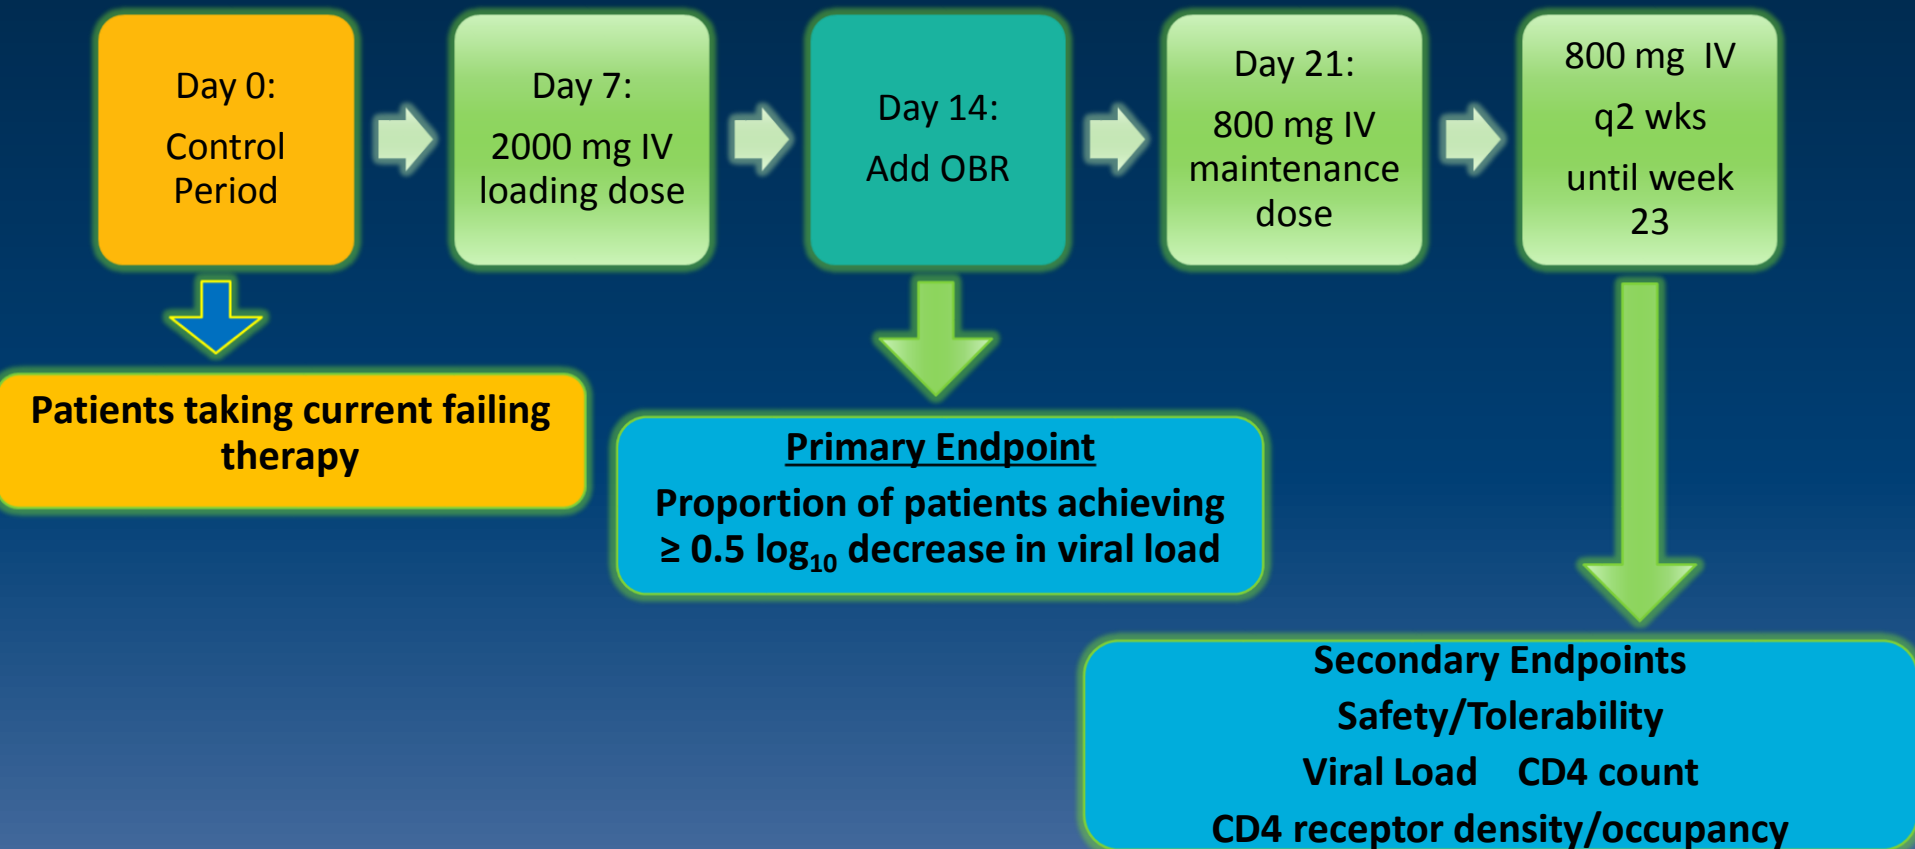 Day 0:
Control
Period
Day 7:
2000 mg IV
loading dose
Day 14:
Add OBR
Day 21:
800 mg IV
maintenance
dose
800 mg  IV
q2 wks
until week
23
Patients taking current failing
therapy
Primary Endpoint
Proportion of patients achieving
≥ 0.5 log₁₀ decrease in viral load
Secondary Endpoints
Safety/Tolerability
Viral Load    CD4 count
CD4 receptor density/occupancy